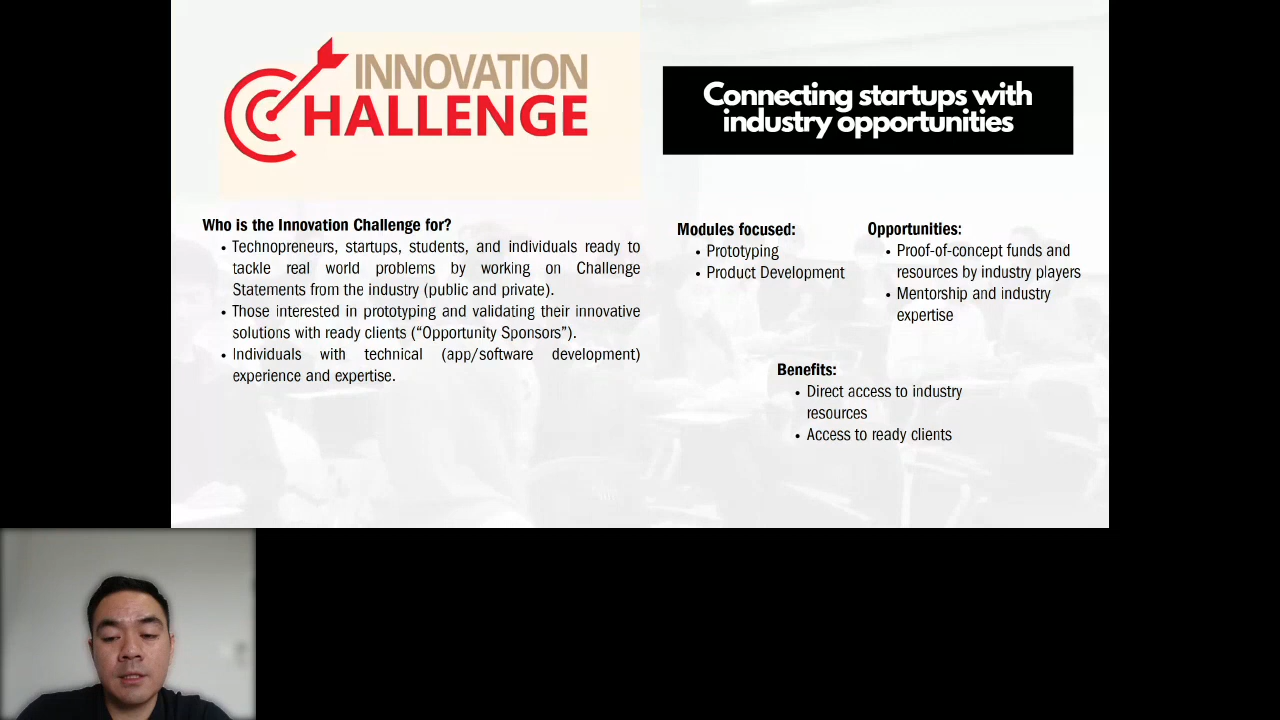 INNOVATION
CHALLENGE
Connecting startups with
industry opportunities
Who is the Innovation Challenge for?
• Technopreneurs, startups, students, and individuals ready to
tackle real world problems by working on Challenge
Statements from the industry (public and private).
• Those interested in prototyping and validating their innovative
solutions with ready clients (“Opportunity Sponsors”).
• Individuals with technical (app/software development)
experience and expertise.
Modules focused:
• Prototyping
• Product Development
Opportunities:
• Proof-of-concept funds and
resources by industry players
• Mentorship and industry
expertise
Benefits:
• Direct access to industry
resources
• Access to ready clients